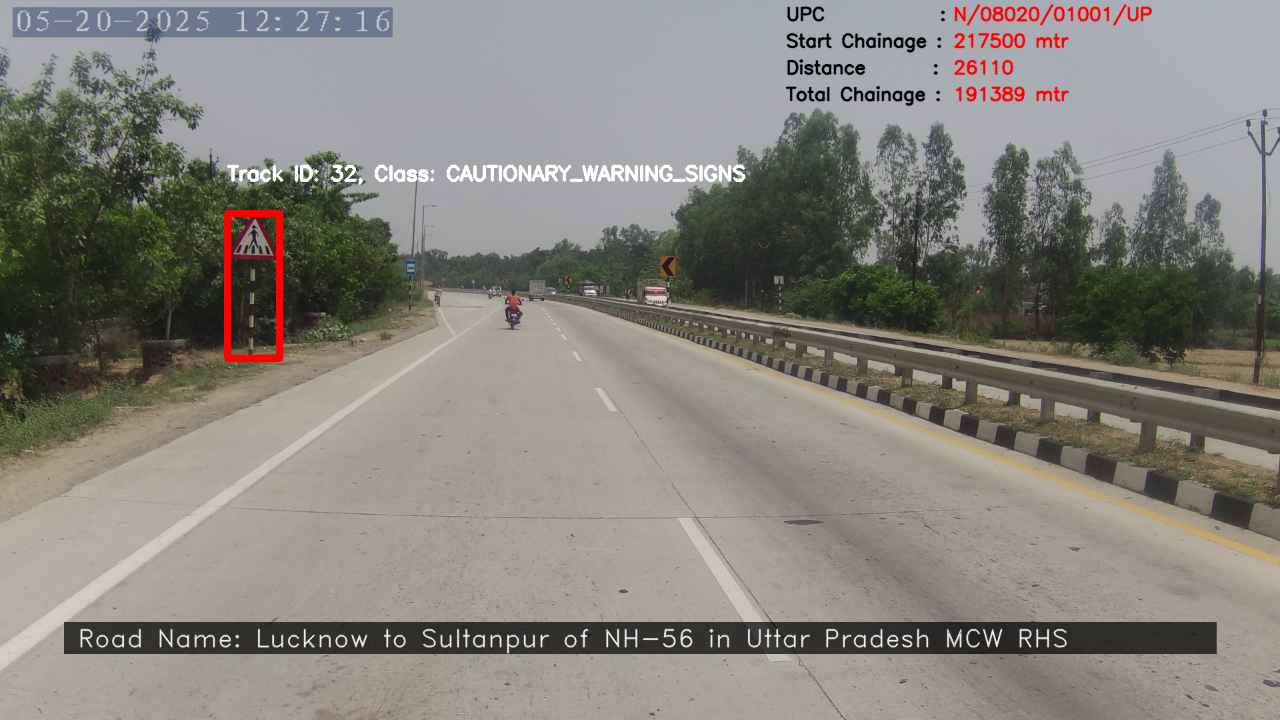 05-20-2025 12:27:16
UPC : N/08020/01001/UP
Start Chainage : 217500 mtr
Distance : 26110
Total Chainage : 191389 mtr
Track ID: 32, Class: CAUTIONARY_WARNING_SIGNS
Road Name: Lucknow to Sultanpur of NH-56 in Uttar Pradesh MCW RHS